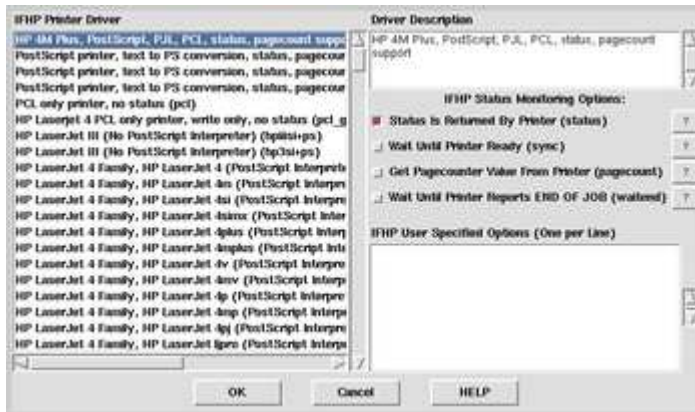 IFHP Printer Driver
HP 4M Plus, PostScript, PJL, PCL, status, pagecount supp
PostScript printer, text to PS conversion, status, pagecour
PostScript printer, text to PS conversion, status, pagecour
PostScript printer, text to PS conversion, status, pagecour
PCL only printer, no status (pcl)
HP Laserjet 4 PCL only printer, write only, no status (pcl_g
HP LaserJet III (No PostScript Interpreter) (hpiiisi+ps)
HP LaserJet III (No PostScript Interpreter) (hp3si+ps)
HP LaserJet 4 Family, HP LaserJet 4 (PostScript Interprete
HP LaserJet 4 Family, HP LaserJet 4m (PostScript Interpre
HP LaserJet 4 Family, HP LaserJet 4si (PostScript Interpre
HP LaserJet 4 Family, HP LaserJet 4simx (PostScript Inter
HP LaserJet 4 Family, HP LaserJet 4plus (PostScript Interp
HP LaserJet 4 Family, HP LaserJet 4mplus (PostScript Inte
HP LaserJet 4 Family, HP LaserJet 4v (PostScript Interpre
HP LaserJet 4 Family, HP LaserJet 4mv (PostScript Interpr
HP LaserJet 4 Family, HP LaserJet 4p (PostScript Interpre
HP LaserJet 4 Family, HP LaserJet 4mp (PostScript Interpr
HP LaserJet 4 Family, HP LaserJet 4pj (PostScript Interpre
HP LaserJet 4 Family, HP LaserJet ljpro (PostScript Interp
Driver Description
HP 4M Plus, PostScript, PJL, PCL, status, pagecount
support
IFHP Status Monitoring Options:
Status Is Returned By Printer (status) ?
Wait Until Printer Ready (sync) ?
Get Pagecounter Value From Printer (pagecount) ?
Wait Until Printer Reports END OF JOB (waitend) ?
IFHP User Specified Options (One per Line)
OK Cancel HELP